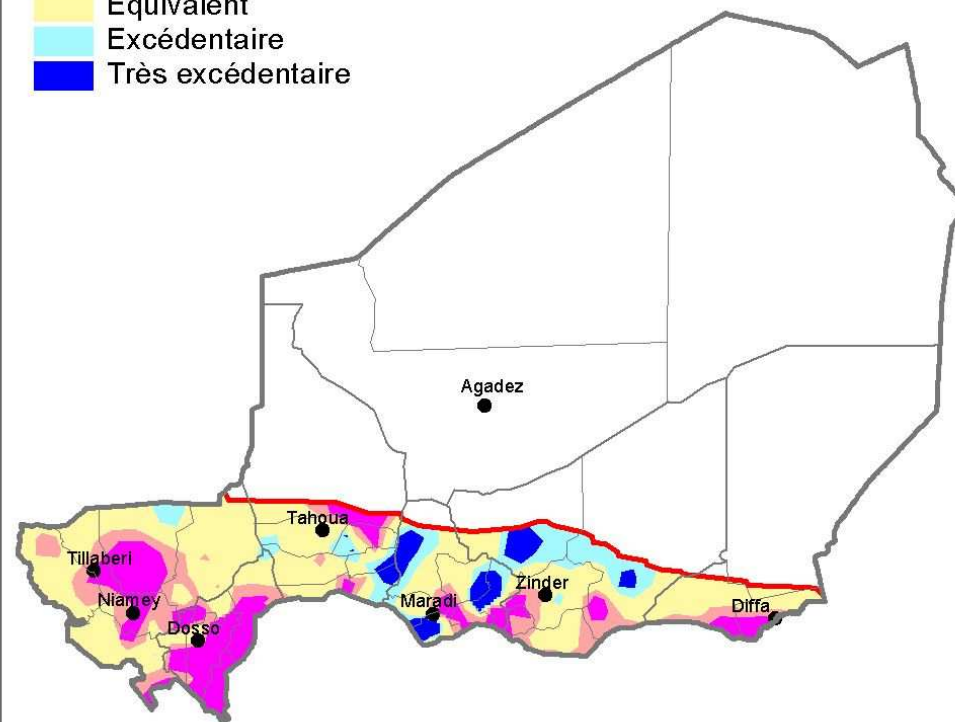 Equivalent
Excédentaire
Très excédentaire
Agadez
Tahoua
Tillaberi
Zinder
Niamey
Maradi
Diffa
Dosso